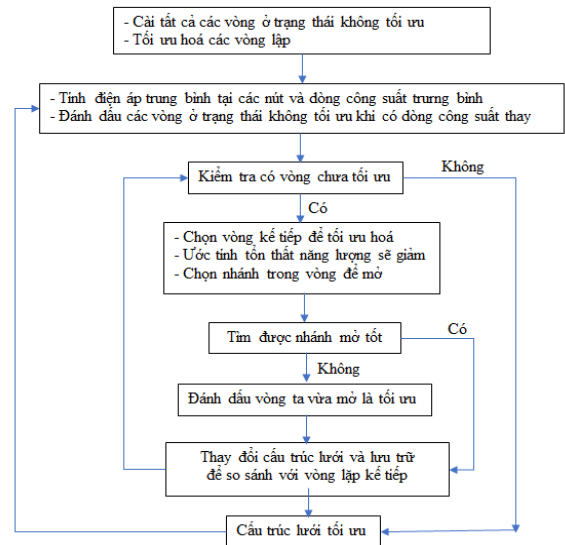 - Cài tất cả các vòng ở trạng thái không tối ưu
- Tối ưu hoá các vòng lập
- Tính điện áp trung bình tại các nút và dòng công suất trưng bình
- Đánh dấu các vòng ở trạng thái không tối ưu khi có dòng công suất thay
Kiểm tra có vòng chưa tối ưu
Không
Có
- Chọn vòng kế tiếp để tối ưu hoá
- Ước tính tổn thất năng lượng sẽ giảm
- Chọn nhánh trong vòng để mở
Tìm được nhánh mở tốt
Có
Không
Đánh dấu vòng ta vừa mở là tối ưu
Thay đổi cấu trúc lưới và lưu trữ
để so sánh với vòng lặp kế tiếp
Cấu trúc lưới tối ưu